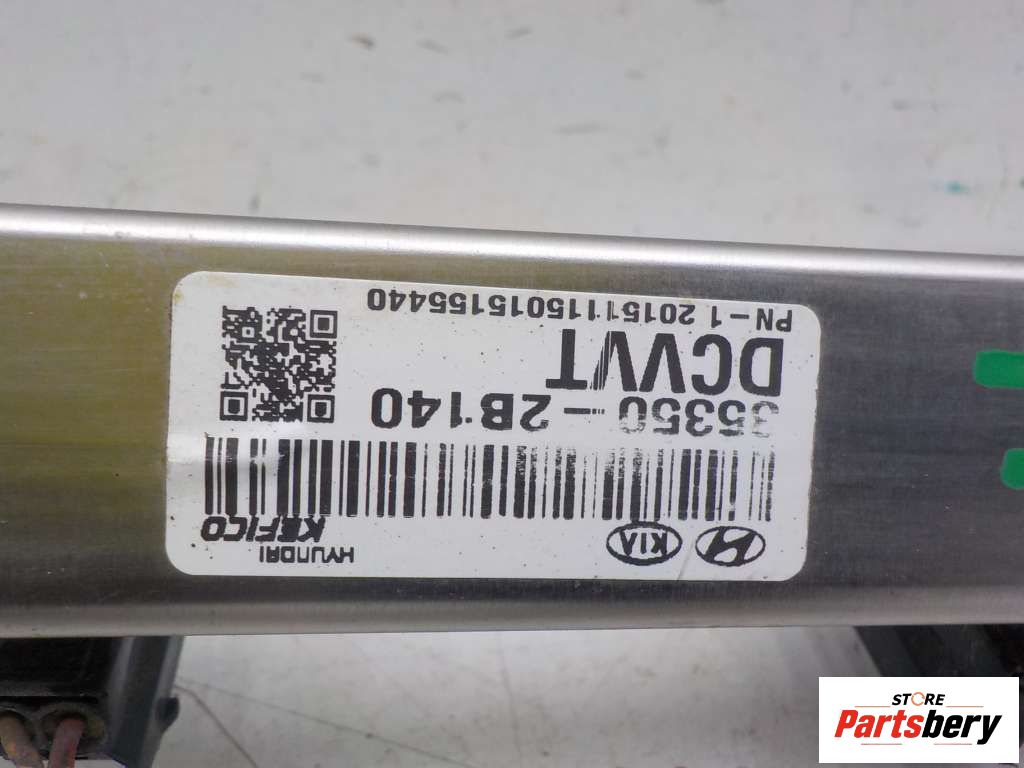 HYUNDAI
KEFICO
KIA
35350-2B140
DCVVT
PN-1 20151115015155440
STORE
Partsbery